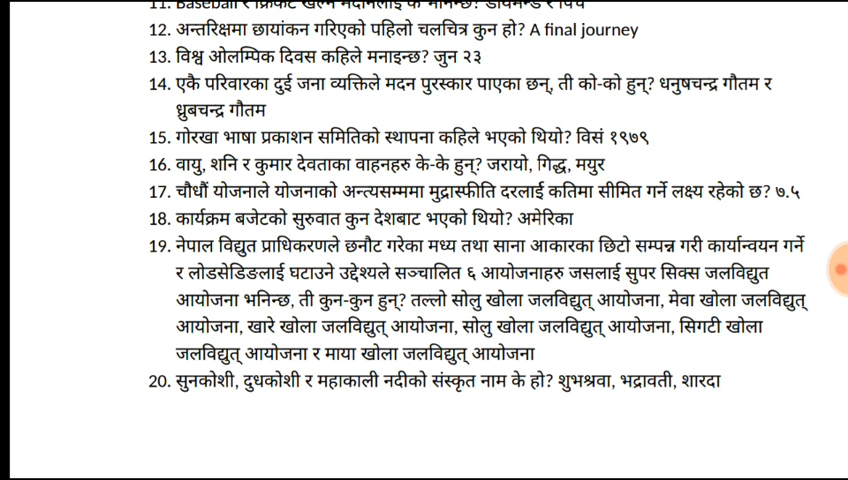 11. Baseball र क्रिकेट खेल्ने मैदानलाई के भनिन्छ? डायमन्ड र पिच
12. अन्तरिक्षमा छायांकन गरिएको पहिलो चलचित्र कुन हो? A final journey
13. विश्व ओलम्पिक दिवस कहिले मनाइन्छ? जुन २३
14. एकै परिवारका दुई जना व्यक्तिले मदन पुरस्कार पाएका छन्, ती को-को हुन्? धनुषचन्द्र गौतम र
ध्रुबचन्द्र गौतम
15. गोरखा भाषा प्रकाशन समितिको स्थापना कहिले भएको थियो? विसं १९७९
16. वायु, शनि र कुमार देवताका वाहनहरु के-के हुन्? जरायो, गिद्ध, मयुर
17. चौधौं योजनाले योजनाको अन्त्यसम्ममा मुद्रास्फीति दरलाई कतिमा सीमित गर्ने लक्ष्य रहेको छ? ७.५
18. कार्यक्रम बजेटको सुरुवात कुन देशबाट भएको थियो? अमेरिका
19. नेपाल विद्युत प्राधिकरणले छनौट गरेका मध्य तथा साना आकारका छिटो सम्पन्न गरी कार्यान्वयन गर्ने
र लोडसेडिङलाई घटाउने उद्देश्यले सञ्चालित ६ आयोजनाहरु जसलाई सुपर सिक्स जलविद्युत
आयोजना भनिन्छ, ती कुन-कुन हुन्? तल्लो सोलु खोला जलविद्युत् आयोजना, मेवा खोला जलविद्युत्
आयोजना, खारे खोला जलविद्युत् आयोजना, सोलु खोला जलविद्युत् आयोजना, सिगटी खोला
जलविद्युत् आयोजना र माया खोला जलविद्युत् आयोजना
20. सुनकोशी, दुधकोशी र महाकाली नदीको संस्कृत नाम के हो? शुभश्रवा, भद्रावती, शारदा